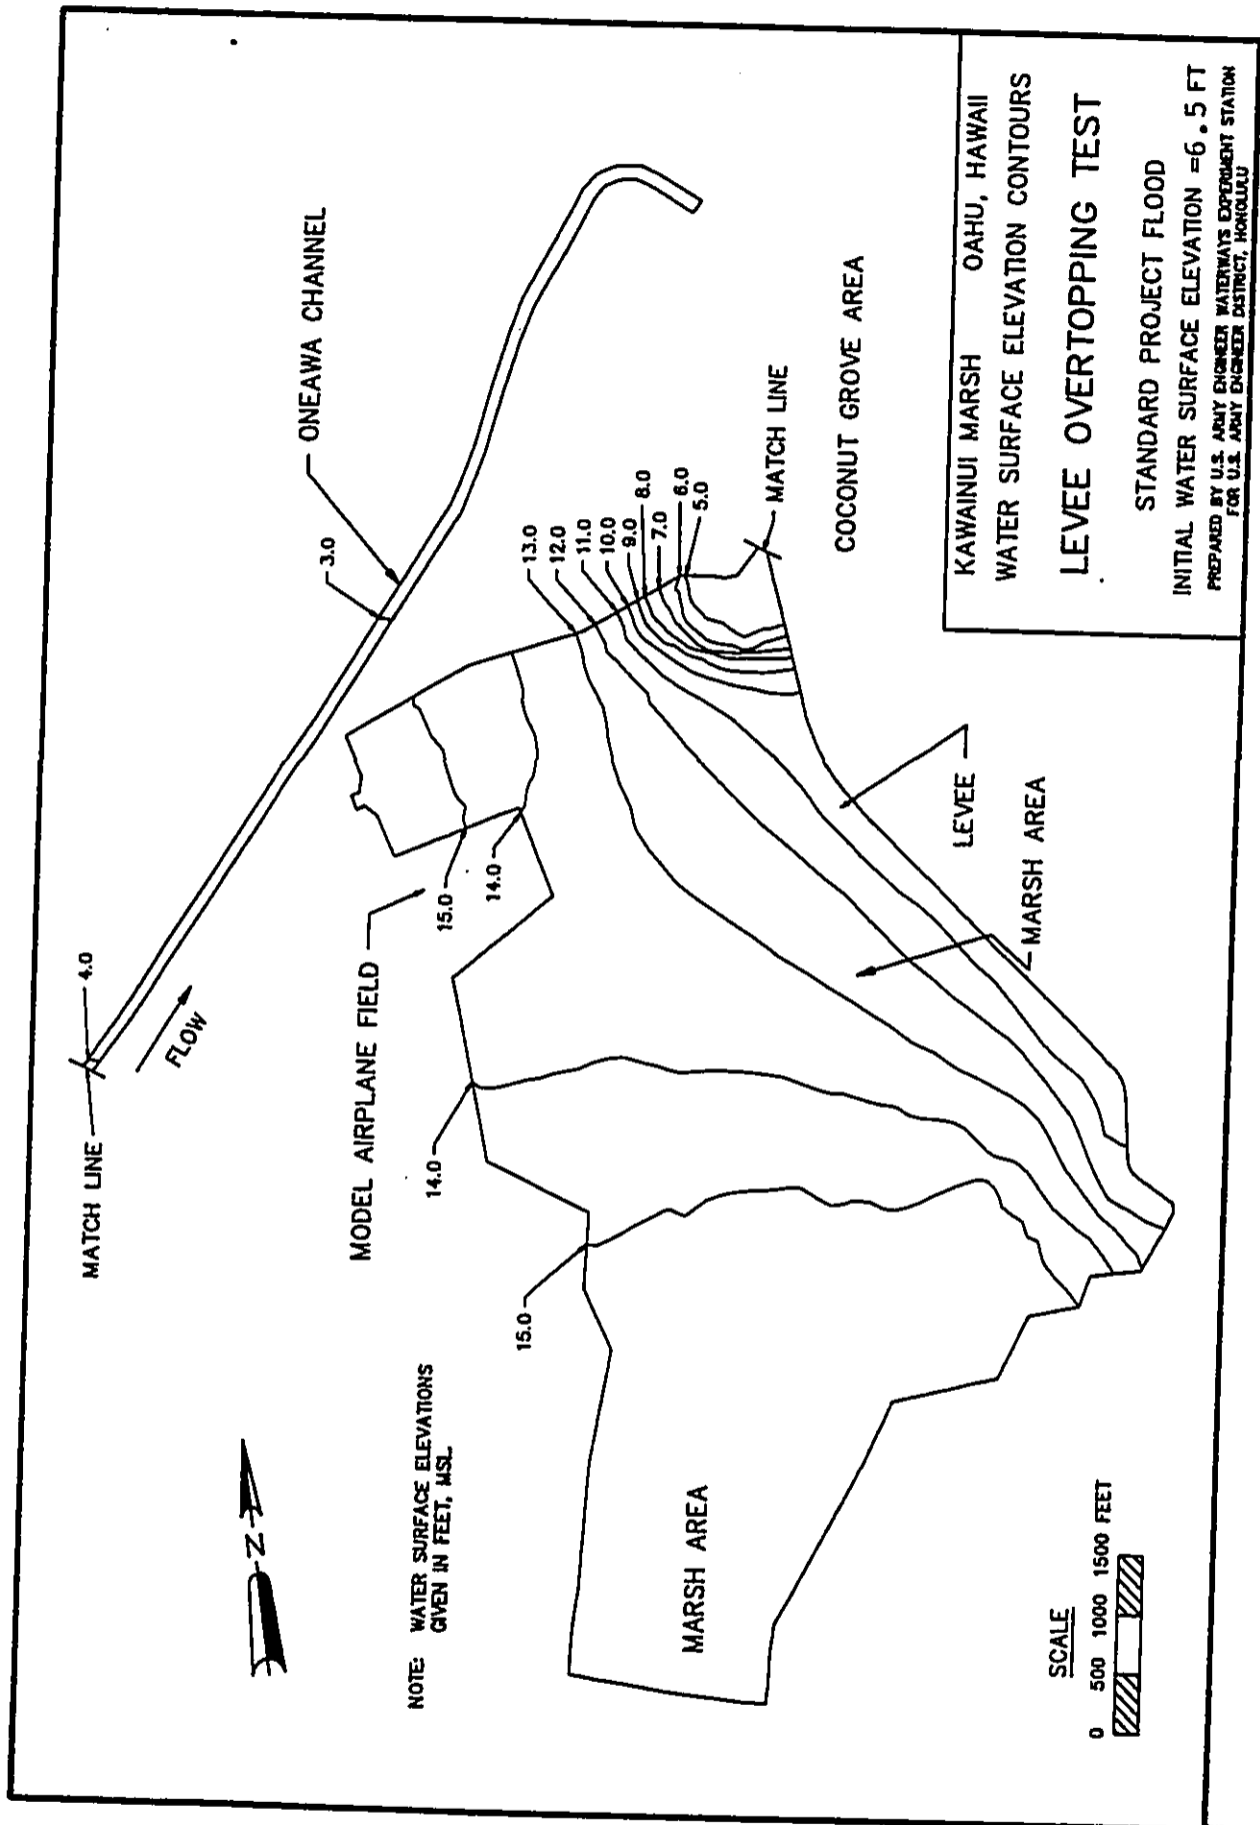 MATCH LINE
4.0
FLOW
3.0
ONEAWA CHANNEL
MODEL AIRPLANE FIELD
15.0
14.0
14.0
15.0
13.0
12.0
11.0
10.0
9.0
8.0
7.0
6.0
5.0
MATCH LINE
COCONUT GROVE AREA
LEVEE
MARSH AREA
MARSH AREA
N
NOTE: WATER SURFACE ELEVATIONS
GIVEN IN FEET, MSL
SCALE
0 500 1000 1500 FEET
KAWAINUI MARSH OAHU, HAWAII
WATER SURFACE ELEVATION CONTOURS
LEVEE OVERTOPPING TEST
STANDARD PROJECT FLOOD
INITIAL WATER SURFACE ELEVATION =6.5 FT
PREPARED BY U.S. ARMY ENGINEER WATERWAYS EXPERIMENT STATION
FOR U.S. ARMY ENGINEER DISTRICT, HONOLULU